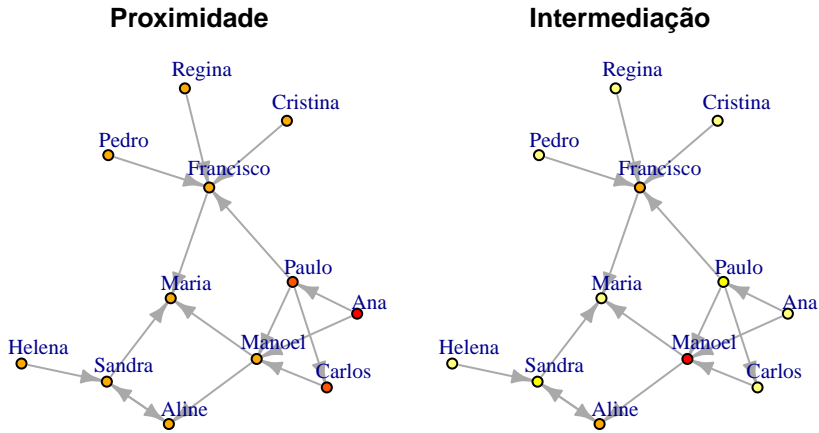 Proximidade
Regina
Cristina
Pedro
Francisco
Maria
Paulo
Ana
Helena
Sandra
Manoel
Carlos
Aline
Intermediação
Regina
Cristina
Pedro
Francisco
Maria
Paulo
Ana
Helena
Sandra
Manoel
Carlos
Aline